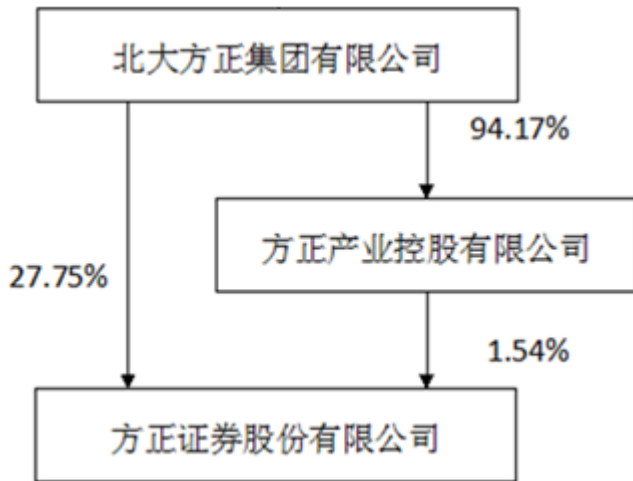 北大方正集团有限公司
94.17%
方正产业控股有限公司
27.75%
1.54%
方正证券股份有限公司